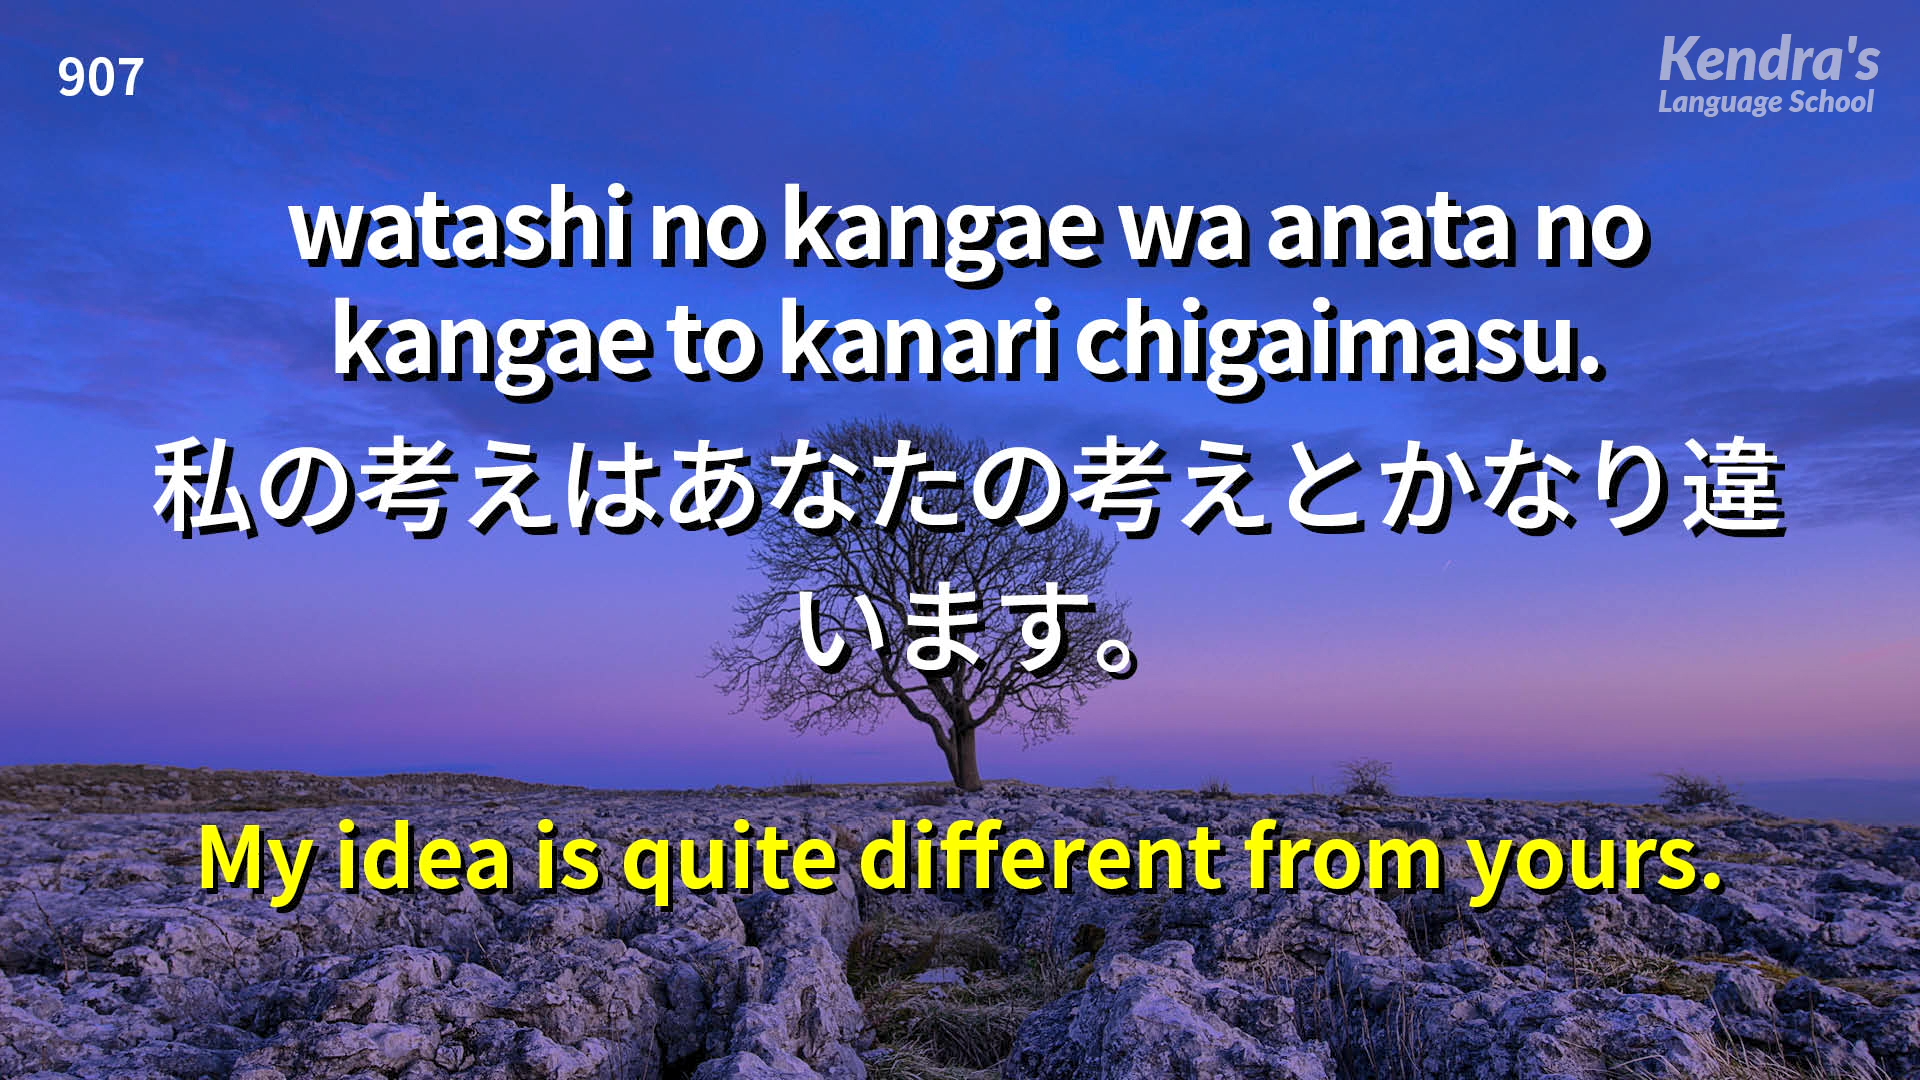 907
Kendra's
Language School
watashi no kangae wa anata no
kangae to kanari chigaimasu.
私の考えはあなたの考えとかなり違
います。
My idea is quite different from yours.